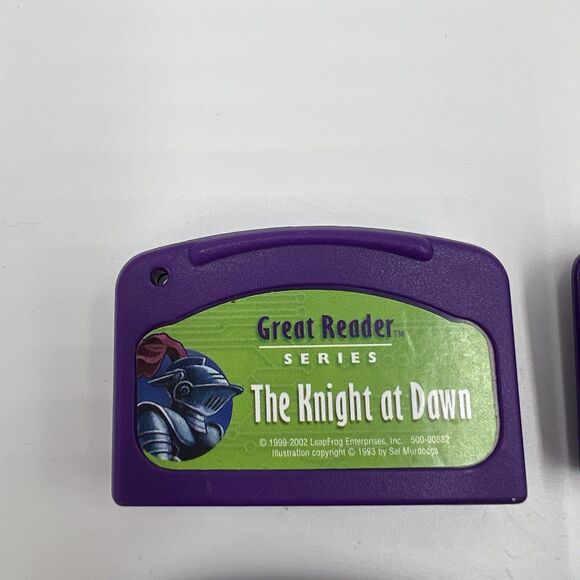 Great Reader™
SERIES
The Knight at Dawn
© 1999-2002 LeapFrog Enterprises, Inc. 500-00882
Illustration copyright © 1993 by Sal Murdocca